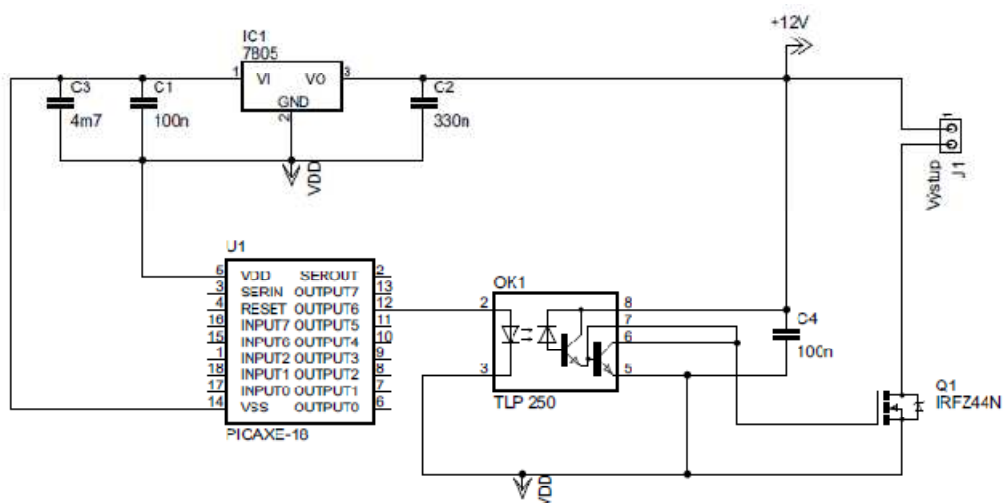 +12V
IC1
7805
1 VI VO 3
GND
2
C3
4m7
C1
100n
C2
330n
VDD
1
J1
Výstup
U1
6 VDD SEROUT 2
3 SERIN OUTPUT7 13
4 RESET OUTPUT6 12
16 INPUT7 OUTPUT5 11
15 INPUT6 OUTPUT4 10
1 INPUT2 OUTPUT3 9
18 INPUT1 OUTPUT2 8
17 INPUT0 OUTPUT1 7
14 VSS OUTPUT0 6
PICAXE-18
OK1
2
3
8
7
6
5
TLP 250
C4
100n
Q1
IRFZ44N
VDD